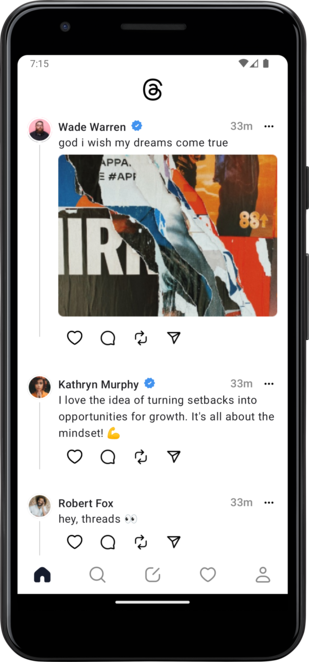 7:15
Wade Warren 33m
god i wish my dreams come true
APPA.
E #APF
88↑
Kathryn Murphy 33m
I love the idea of turning setbacks into
opportunities for growth. It's all about the
mindset! 💪
Robert Fox 33m
hey, threads 👀